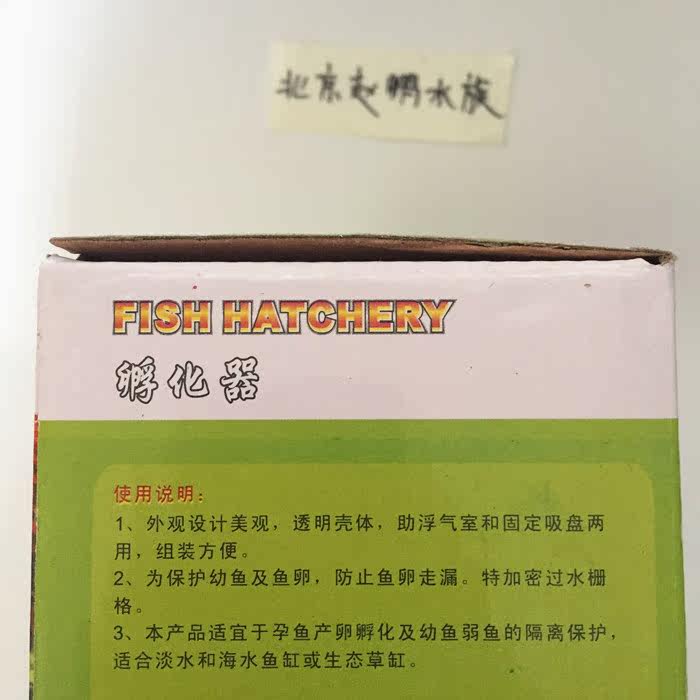 北京赵鹏水族
FISH HATCHERY
孵化器
使用说明：
1、外观设计美观，透明壳体，助浮气室和固定吸盘两
用，组装方便。
2、为保护幼鱼及鱼卵，防止鱼卵走漏。特加密过水栅
格。
3、本产品适宜于孕鱼产卵孵化及幼鱼弱鱼的隔离保护，
适合淡水和海水鱼缸或生态草缸。